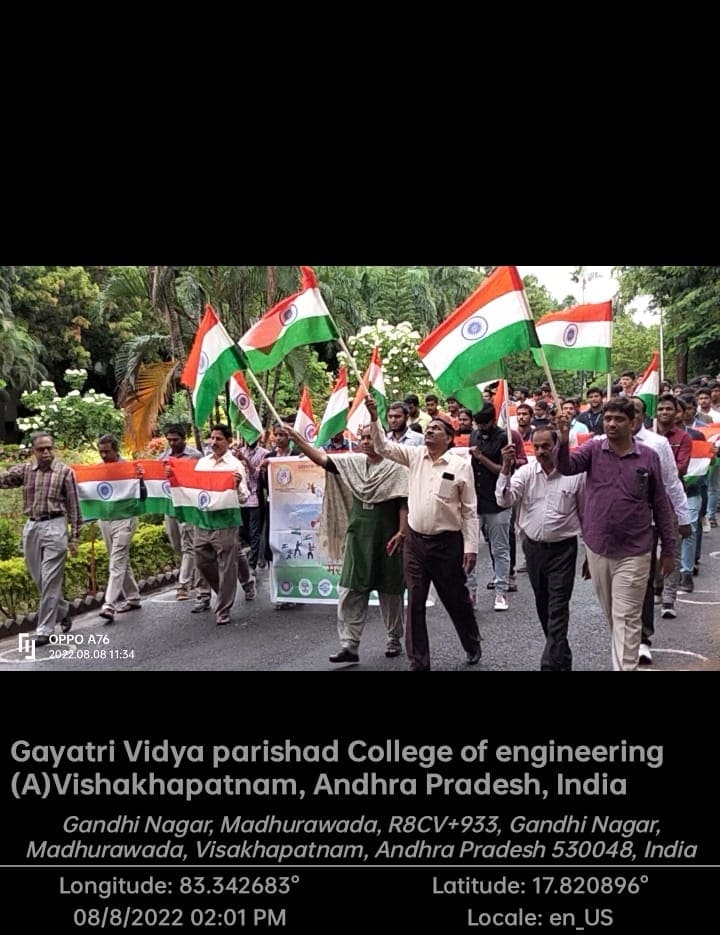 OPPO A76
2022.08.08 11:34
Gayatri Vidya parishad College of engineering
(A)Vishakhapatnam, Andhra Pradesh, India
Gandhi Nagar, Madhurawada, R8CV+933, Gandhi Nagar,
Madhurawada, Visakhapatnam, Andhra Pradesh 530048, India
Longitude: 83.342683°
Latitude: 17.820896°
08/8/2022 02:01 PM
Locale: en_US